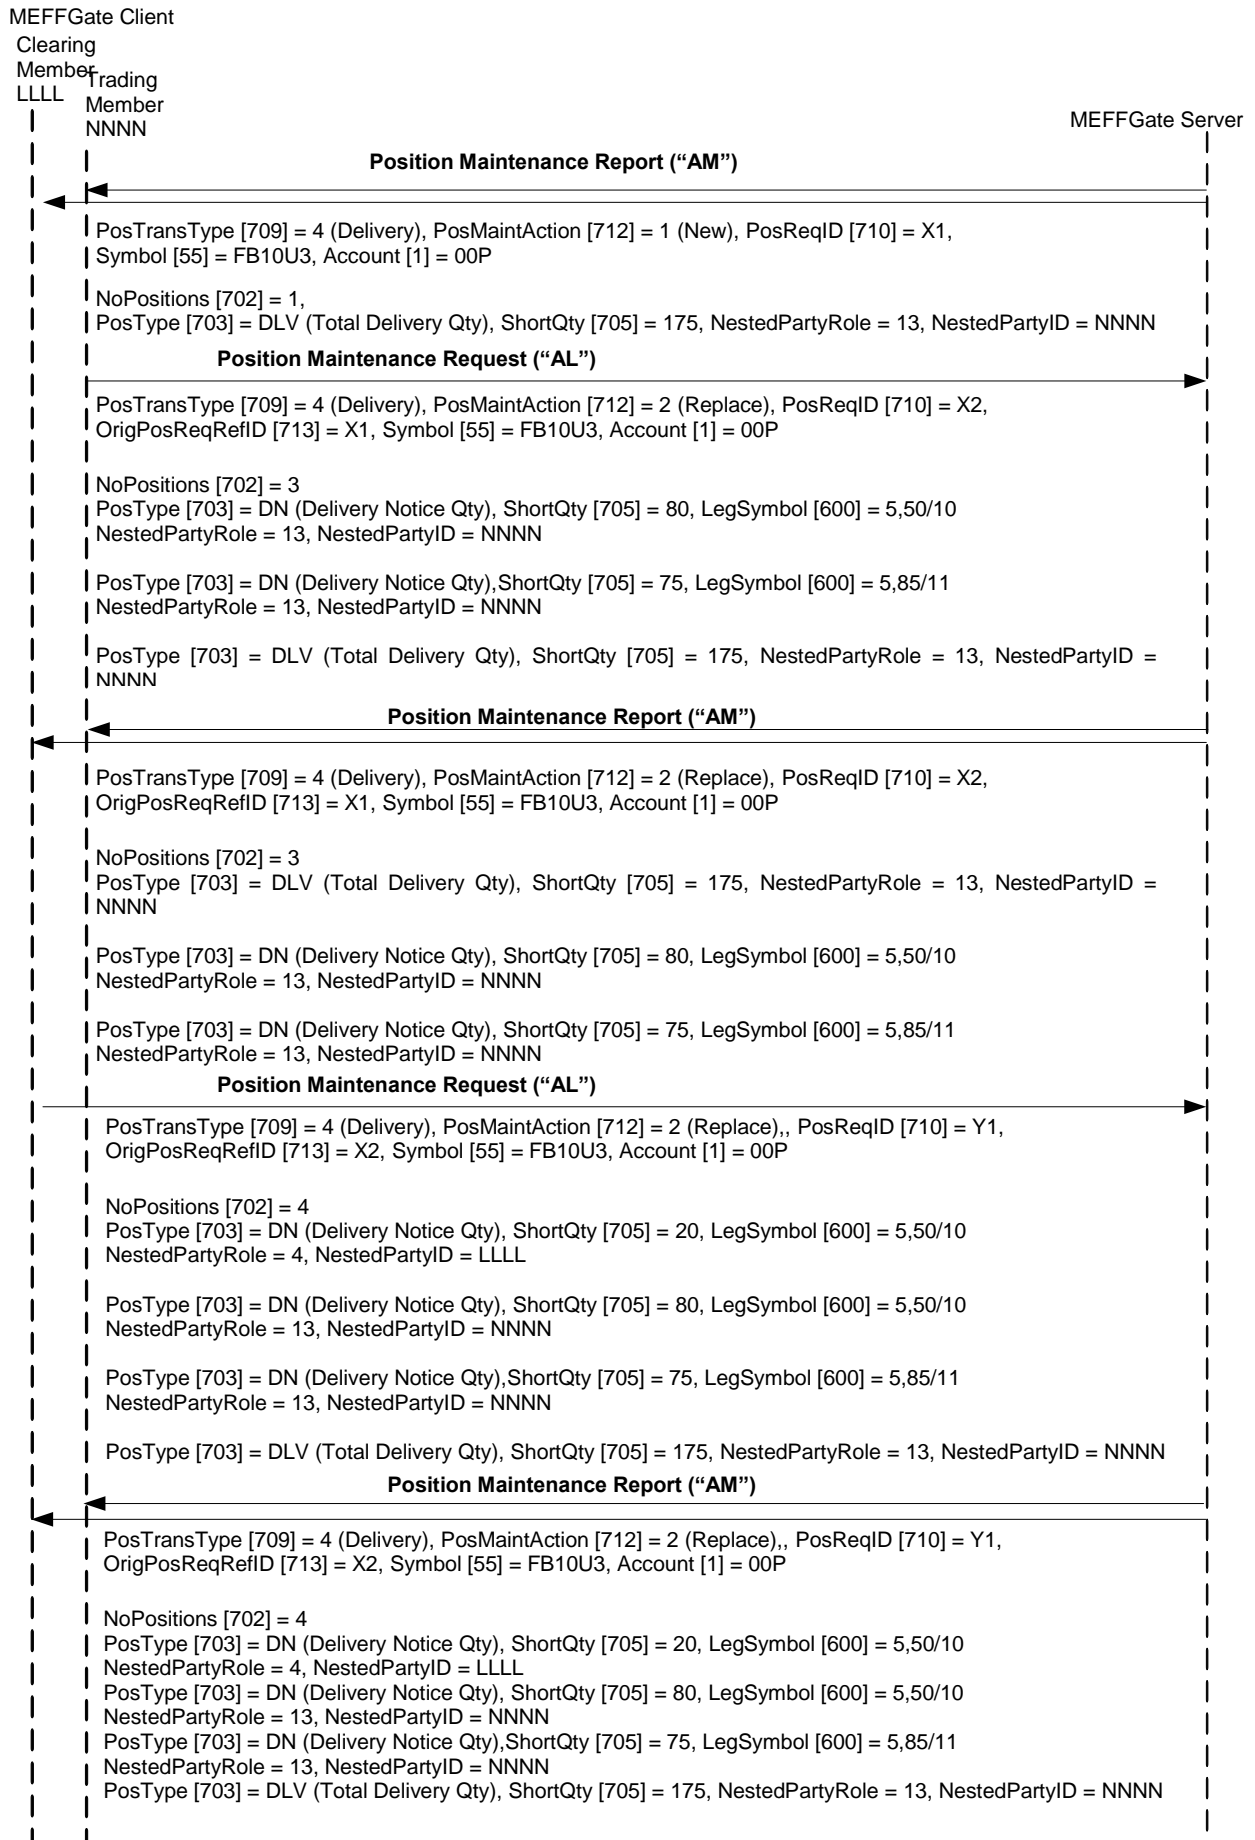 MEFFGate Client
Clearing
Member
LLLL
Trading
Member
NNNN
MEFFGate Server
Position Maintenance Report (“AM”)
PosTransType [709] = 4 (Delivery), PosMaintAction [712] = 1 (New), PosReqID [710] = X1,
Symbol [55] = FB10U3, Account [1] = 00P
NoPositions [702] = 1,
PosType [703] = DLV (Total Delivery Qty), ShortQty [705] = 175, NestedPartyRole = 13, NestedPartyID = NNNN
Position Maintenance Request (“AL”)
PosTransType [709] = 4 (Delivery), PosMaintAction [712] = 2 (Replace), PosReqID [710] = X2,
OrigPosReqRefID [713] = X1, Symbol [55] = FB10U3, Account [1] = 00P
NoPositions [702] = 3
PosType [703] = DN (Delivery Notice Qty), ShortQty [705] = 80, LegSymbol [600] = 5,50/10
NestedPartyRole = 13, NestedPartyID = NNNN
PosType [703] = DN (Delivery Notice Qty),ShortQty [705] = 75, LegSymbol [600] = 5,85/11
NestedPartyRole = 13, NestedPartyID = NNNN
PosType [703] = DLV (Total Delivery Qty), ShortQty [705] = 175, NestedPartyRole = 13, NestedPartyID =
NNNN
Position Maintenance Report (“AM”)
PosTransType [709] = 4 (Delivery), PosMaintAction [712] = 2 (Replace), PosReqID [710] = X2,
OrigPosReqRefID [713] = X1, Symbol [55] = FB10U3, Account [1] = 00P
NoPositions [702] = 3
PosType [703] = DLV (Total Delivery Qty), ShortQty [705] = 175, NestedPartyRole = 13, NestedPartyID =
NNNN
PosType [703] = DN (Delivery Notice Qty), ShortQty [705] = 80, LegSymbol [600] = 5,50/10
NestedPartyRole = 13, NestedPartyID = NNNN
PosType [703] = DN (Delivery Notice Qty), ShortQty [705] = 75, LegSymbol [600] = 5,85/11
NestedPartyRole = 13, NestedPartyID = NNNN
Position Maintenance Request (“AL”)
PosTransType [709] = 4 (Delivery), PosMaintAction [712] = 2 (Replace),, PosReqID [710] = Y1,
OrigPosReqRefID [713] = X2, Symbol [55] = FB10U3, Account [1] = 00P
NoPositions [702] = 4
PosType [703] = DN (Delivery Notice Qty), ShortQty [705] = 20, LegSymbol [600] = 5,50/10
NestedPartyRole = 4, NestedPartyID = LLLL
PosType [703] = DN (Delivery Notice Qty), ShortQty [705] = 80, LegSymbol [600] = 5,50/10
NestedPartyRole = 13, NestedPartyID = NNNN
PosType [703] = DN (Delivery Notice Qty),ShortQty [705] = 75, LegSymbol [600] = 5,85/11
NestedPartyRole = 13, NestedPartyID = NNNN
PosType [703] = DLV (Total Delivery Qty), ShortQty [705] = 175, NestedPartyRole = 13, NestedPartyID = NNNN
Position Maintenance Report (“AM”)
PosTransType [709] = 4 (Delivery), PosMaintAction [712] = 2 (Replace),, PosReqID [710] = Y1,
OrigPosReqRefID [713] = X2, Symbol [55] = FB10U3, Account [1] = 00P
NoPositions [702] = 4
PosType [703] = DN (Delivery Notice Qty), ShortQty [705] = 20, LegSymbol [600] = 5,50/10
NestedPartyRole = 4, NestedPartyID = LLLL
PosType [703] = DN (Delivery Notice Qty), ShortQty [705] = 80, LegSymbol [600] = 5,50/10
NestedPartyRole = 13, NestedPartyID = NNNN
PosType [703] = DN (Delivery Notice Qty),ShortQty [705] = 75, LegSymbol [600] = 5,85/11
NestedPartyRole = 13, NestedPartyID = NNNN
PosType [703] = DLV (Total Delivery Qty), ShortQty [705] = 175, NestedPartyRole = 13, NestedPartyID = NNNN